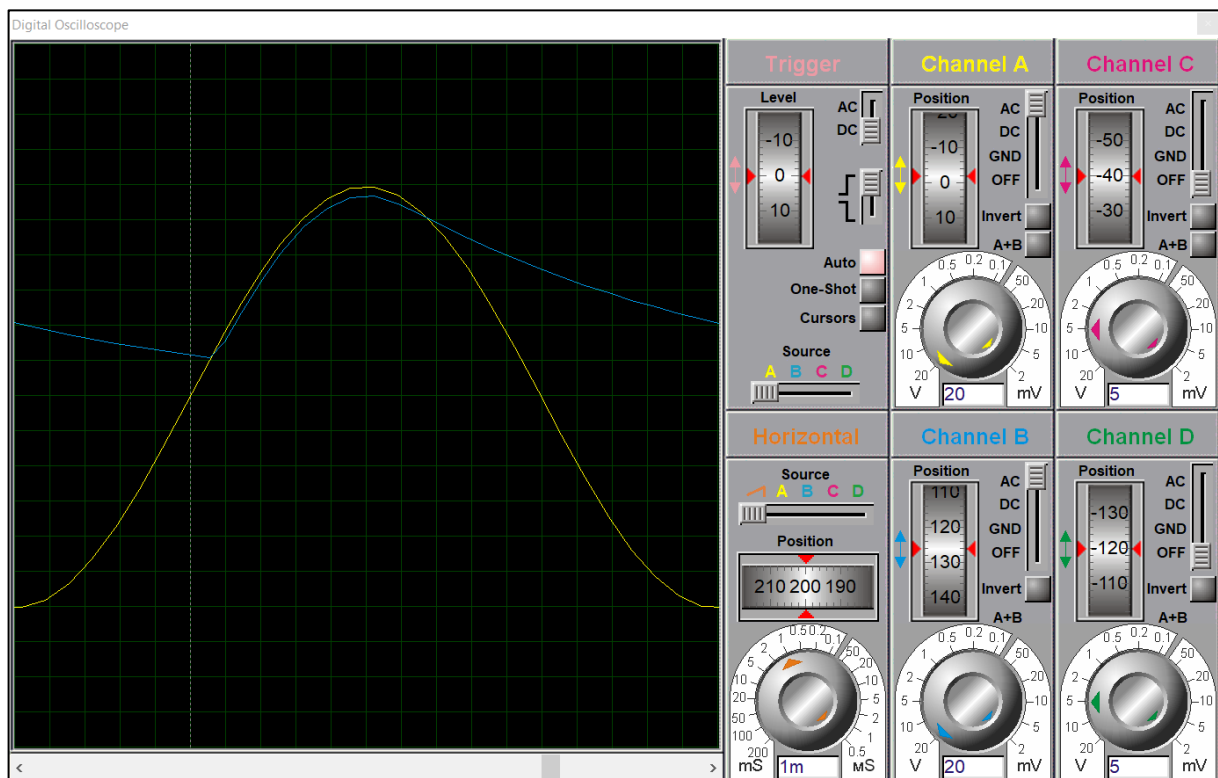 Digital Oscilloscope
Trigger
Level
AC
DC
-10
0
10
Auto
One-Shot
Cursors
Source
A B C D
Channel A
Position
20
-10
0
10
AC
DC
GND
OFF
Invert
A+B
20 10 5 2 1 0.5 0.2 0.1 50 20 10 5 2
V 20 mV
Channel C
Position
-50
-40
-30
AC
DC
GND
OFF
Invert
A+B
20 10 5 2 1 0.5 0.2 0.1 50 20 10 5 2
V 5 mV
Horizontal
Source
A B C D
Position
210 200 190
200 100 50 20 10 5 2 1 0.5 0.2 0.1 50 20 10 5 2 1 0.5
mS 1m µS
Channel B
Position
110
120
130
140
AC
DC
GND
OFF
Invert
A+B
20 10 5 2 1 0.5 0.2 0.1 50 20 10 5 2
V 20 mV
Channel D
Position
-130
-120
-110
AC
DC
GND
OFF
Invert
A+B
20 10 5 2 1 0.5 0.2 0.1 50 20 10 5 2
V 5 mV